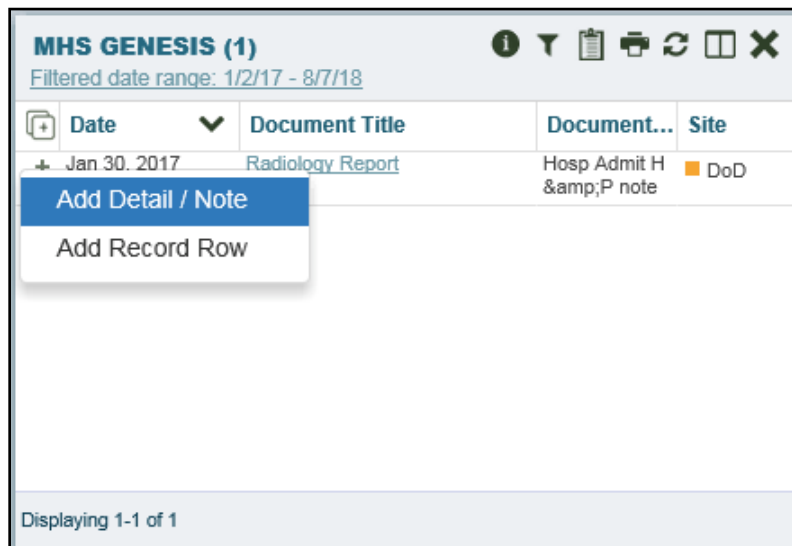 MHS GENESIS (1)
Filtered date range: 1/2/17 - 8/7/18
Date Document Title Document... Site
Jan 30, 2017 Radiology Report Hosp Admit H DoD
&amp;P note
Add Detail / Note
Add Record Row
Displaying 1-1 of 1